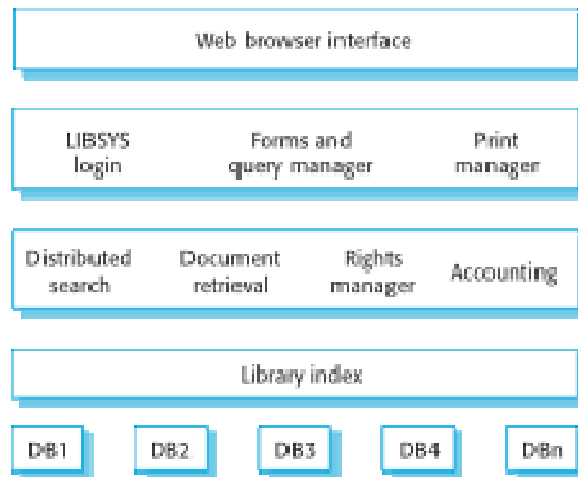 Web browser interface
LIBSYS login
Forms and query manager
Print manager
Distributed search
Document retrieval
Rights manager
Accounting
Library index
DB1
DB2
DB3
DB4
DBn